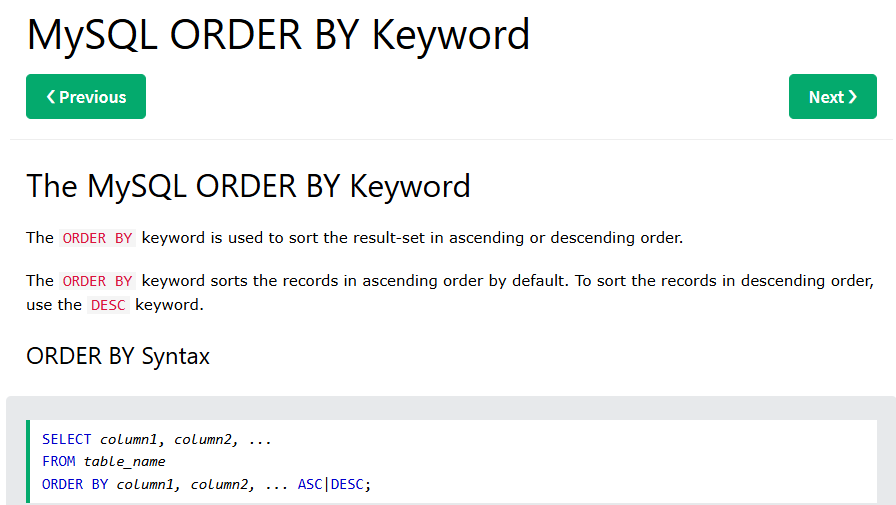 MySQL ORDER BY Keyword
❮ Previous
Next ❯
The MySQL ORDER BY Keyword
The ORDER BY keyword is used to sort the result-set in ascending or descending order.
The ORDER BY keyword sorts the records in ascending order by default. To sort the records in descending order,
use the DESC keyword.
ORDER BY Syntax
SELECT column1, column2, ...
FROM table_name
ORDER BY column1, column2, ... ASC|DESC;